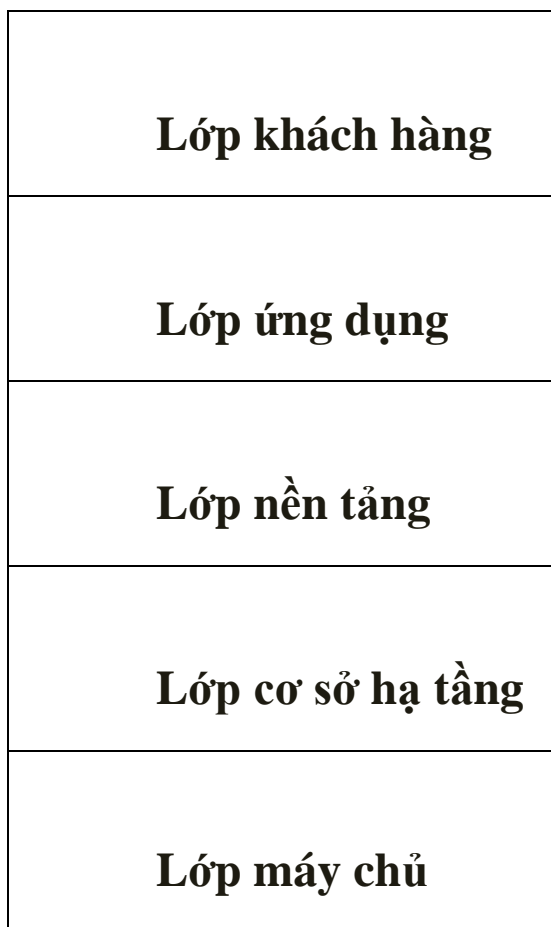 Lớp khách hàng
Lớp ứng dụng
Lớp nền tảng
Lớp cơ sở hạ tầng
Lớp máy chủ